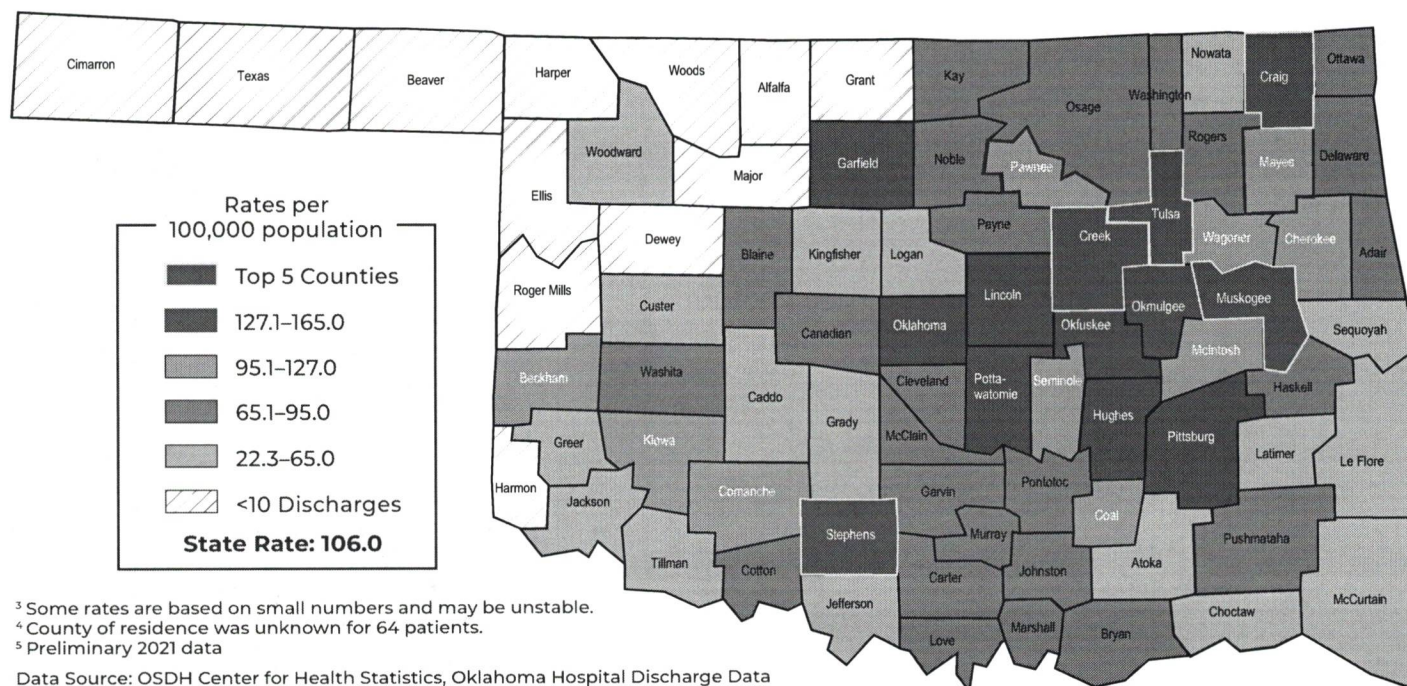 Cimarron
Texas
Beaver
Harper
Woods
Alfalfa
Grant
Kay
Osage
Washington
Nowata
Craig
Ottawa
Woodward
Major
Garfield
Noble
Pawnee
Rogers
Mayes
Delaware
Ellis
Dewey
Blaine
Kingfisher
Logan
Payne
Creek
Tulsa
Wagoner
Cherokee
Adair
Roger Mills
Custer
Canadian
Oklahoma
Lincoln
Okfuskee
Okmulgee
Muskogee
Sequoyah
McIntosh
Beckham
Washita
Caddo
Grady
Cleveland
McClain
Potta-
watomie
Seminole
Hughes
Pittsburg
Haskell
Latimer
Le Flore
Greer
Kiowa
Harmon
Jackson
Comanche
Tillman
Cotton
Stephens
Jefferson
Garvin
Murray
Carter
Love
Pontotoc
Coal
Johnston
Marshall
Atoka
Bryan
Pushmataha
Choctaw
McCurtain
Rates per
100,000 population
Top 5 Counties
127.1–165.0
95.1–127.0
65.1–95.0
22.3–65.0
<10 Discharges
State Rate: 106.0
³ Some rates are based on small numbers and may be unstable.
⁴ County of residence was unknown for 64 patients.
⁵ Preliminary 2021 data
Data Source: OSDH Center for Health Statistics, Oklahoma Hospital Discharge Data